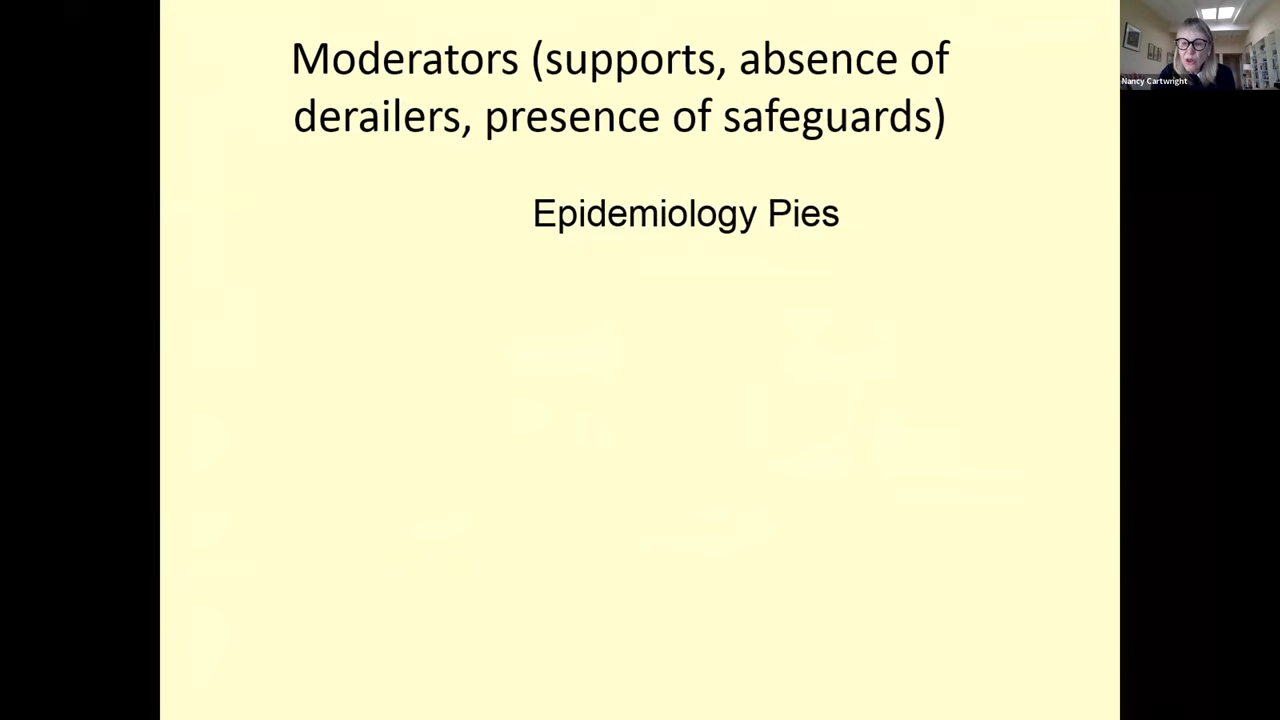 Moderators (supports, absence of
derailers, presence of safeguards)
Epidemiology Pies
Nancy Cartwright